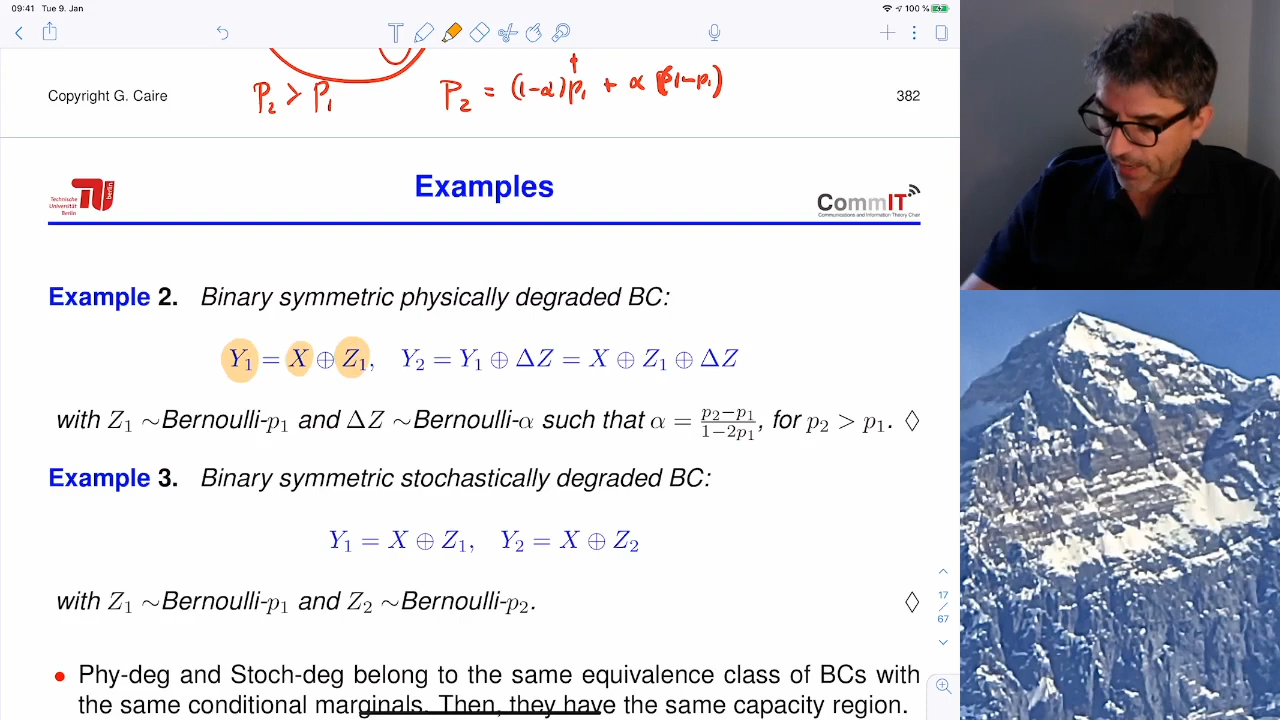 09:41 Tue 9. Jan
100 %
P₂ > P₁
P₂ = (1-α)p₁ + α(1-p₁)
Copyright G. Caire
382
Technische Universität Berlin
Examples
CommIT
Communications and Information Theory Chair
Example 2. Binary symmetric physically degraded BC:
Y₁ = X ⊕ Z₁, Y₂ = Y₁ ⊕ ΔZ = X ⊕ Z₁ ⊕ ΔZ
with Z₁ ∼Bernoulli-p₁ and ΔZ ∼Bernoulli-α such that α = (p₂−p₁)/(1−2p₁), for p₂ > p₁. ◊
Example 3. Binary symmetric stochastically degraded BC:
Y₁ = X ⊕ Z₁, Y₂ = X ⊕ Z₂
with Z₁ ∼Bernoulli-p₁ and Z₂ ∼Bernoulli-p₂. ◊
17
/
67
• Phy-deg and Stoch-deg belong to the same equivalence class of BCs with
the same conditional marginals. Then, they have the same capacity region.